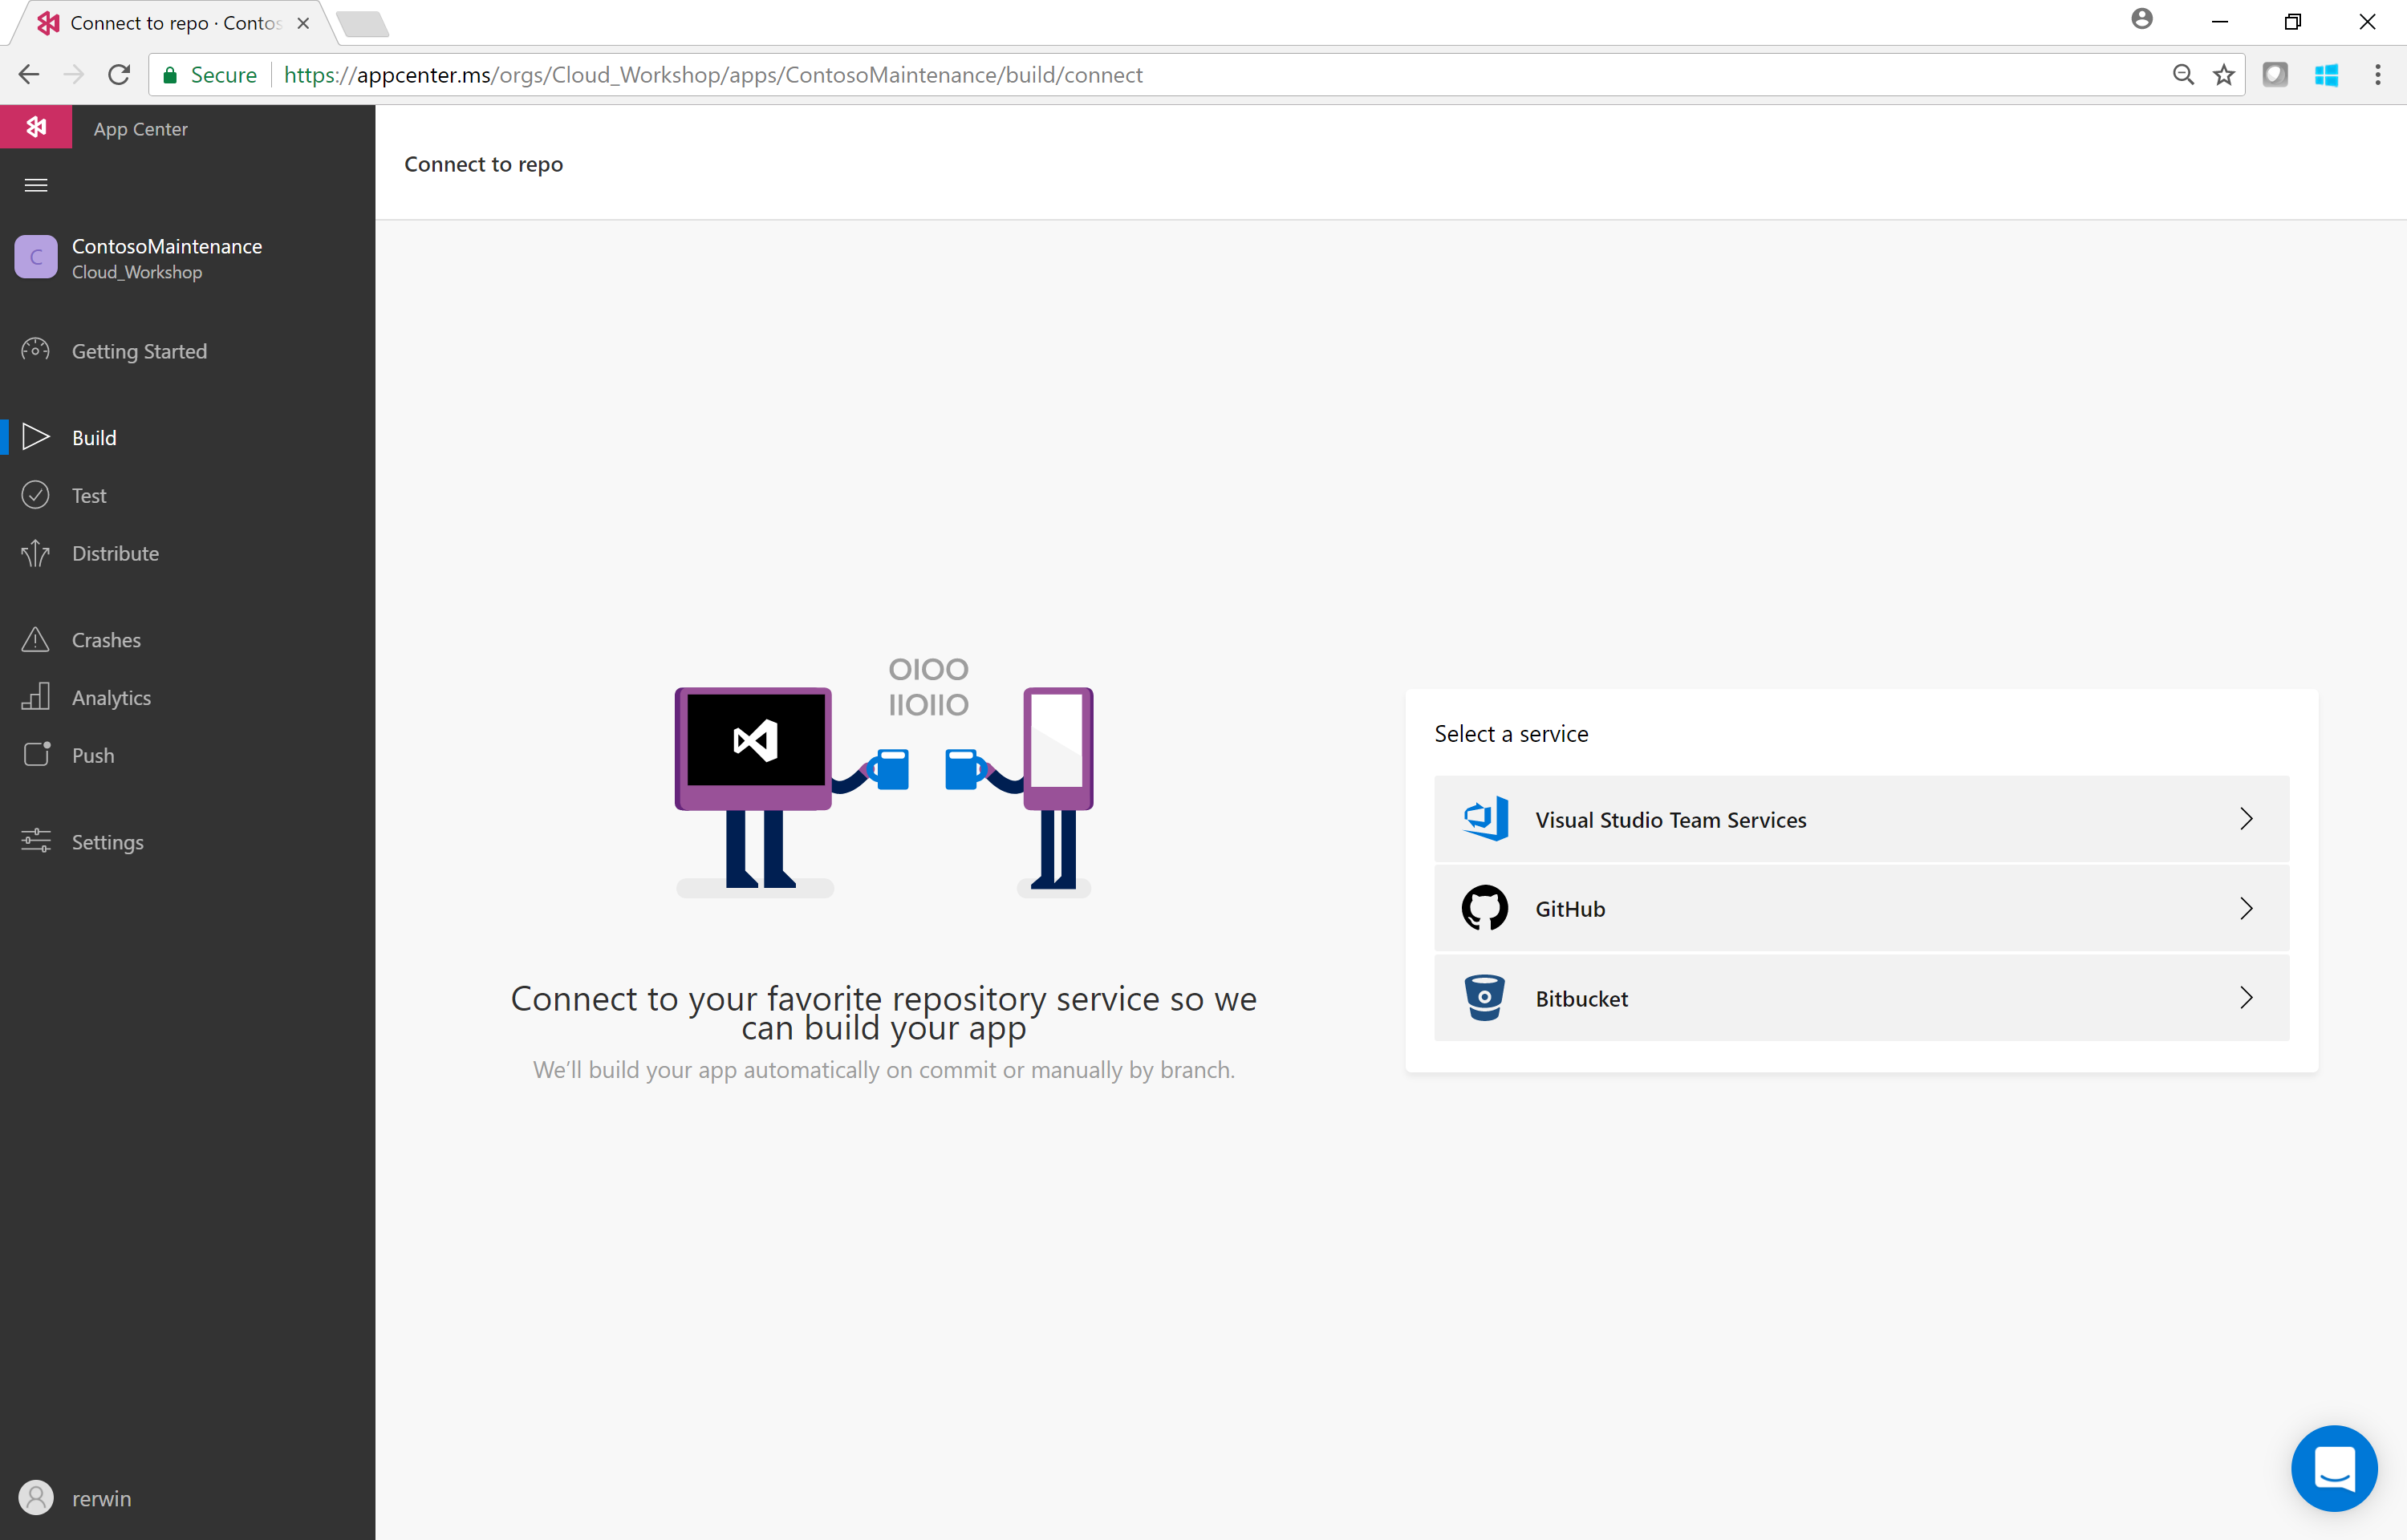 Connect to repo · Contos
Secure
https://appcenter.ms/orgs/Cloud_Workshop/apps/ContosoMaintenance/build/connect
App Center
C
ContosoMaintenance
Cloud_Workshop
Getting Started
Build
Test
Distribute
Crashes
Analytics
Push
Settings
rerwin
Connect to repo
0100
110110
Connect to your favorite repository service so we
can build your app
We'll build your app automatically on commit or manually by branch.
Select a service
Visual Studio Team Services
GitHub
Bitbucket